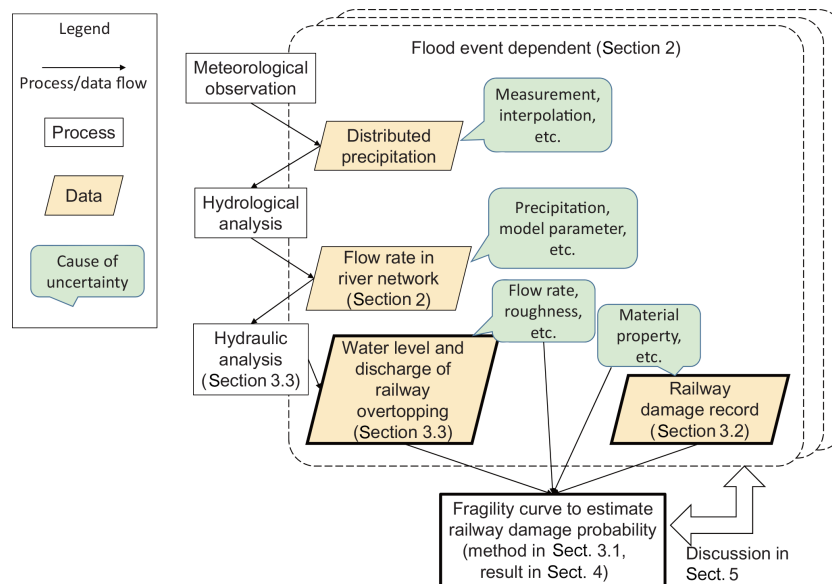 Legend
Process/data flow
Process
Data
Cause of
uncertainty
Flood event dependent (Section 2)
Meteorological
observation
Measurement,
interpolation,
etc.
Distributed
precipitation
Hydrological
analysis
Precipitation,
model parameter,
etc.
Flow rate in
river network
(Section 2)
Flow rate,
roughness,
etc.
Material
property,
etc.
Hydraulic
analysis
(Section 3.3)
Water level and
discharge of
railway
overtopping
(Section 3.3)
Railway
damage record
(Section 3.2)
Fragility curve to estimate
railway damage probability
(method in Sect. 3.1,
result in Sect. 4)
Discussion in
Sect. 5